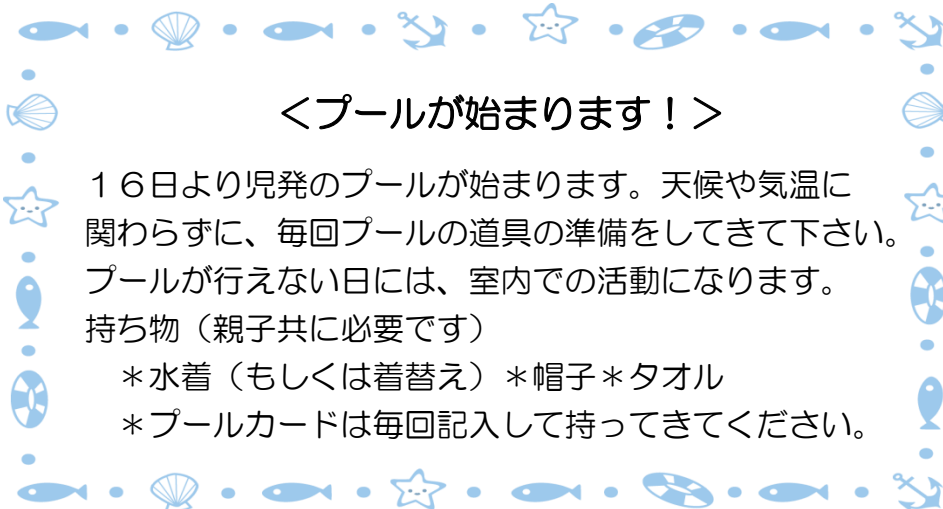 ＜プールが始まります！＞
１６日より児発のプールが始まります。天候や気温に
関わらずに、毎回プールの道具の準備をしてきて下さい。
プールが行えない日には、室内での活動になります。
持ち物（親子共に必要です）
＊水着（もしくは着替え）＊帽子＊タオル
＊プールカードは毎回記入して持ってきてください。